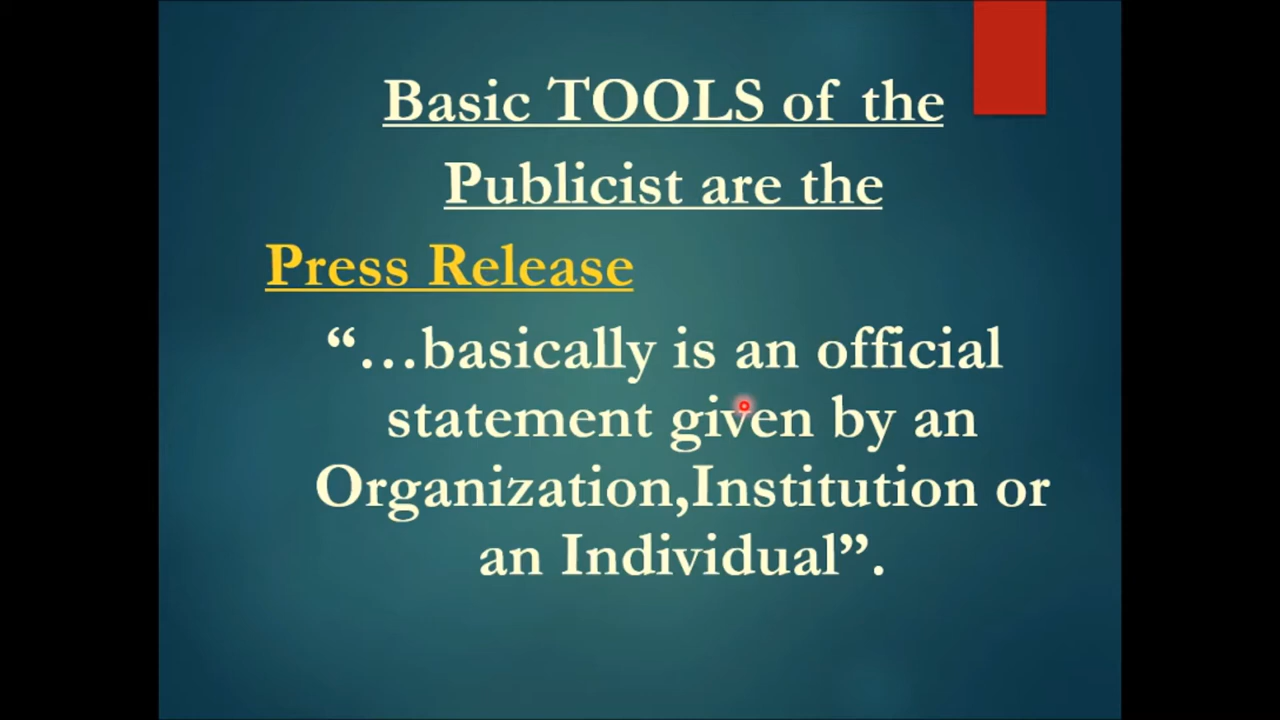 Basic TOOLS of the
Publicist are the
Press Release
“…basically is an official
statement given by an
Organization,Institution or
an Individual”.